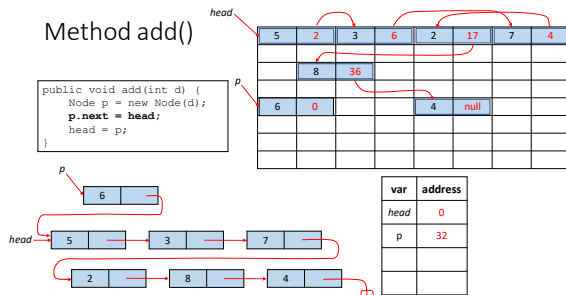 Method add()
head
5 2 3 6 2 17 7 4
8 36
p
6 0 4 null
public void add(int d) {
Node p = new Node(d);
p.next = head;
head = p;
}
p
6
head
5 3 7
2 8 4
var address
head 0
p 32